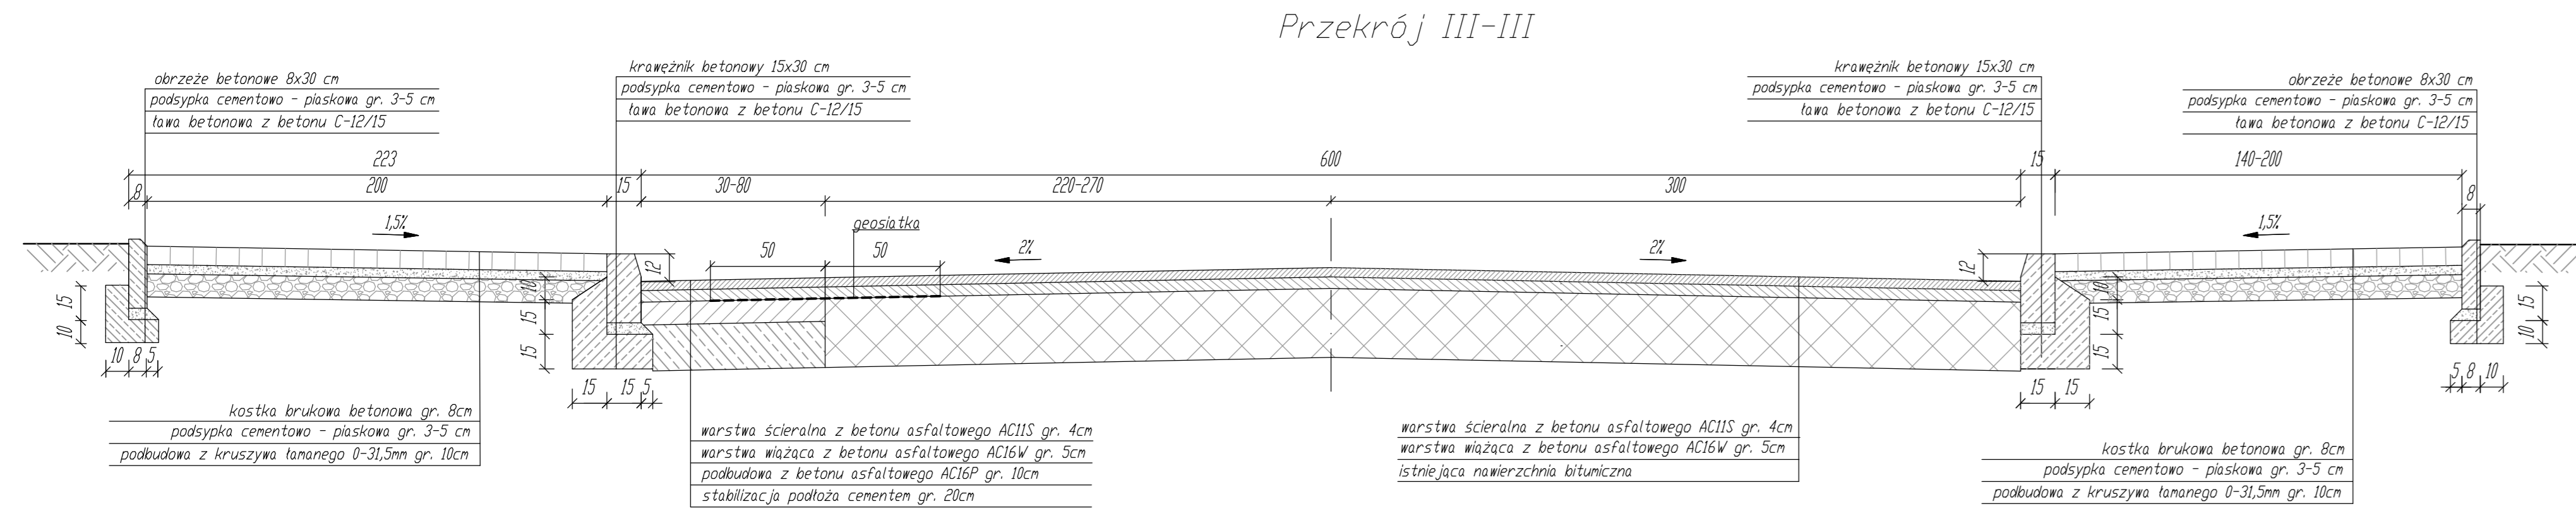 Przekrój III-III
obrzeże betonowe 8x30 cm
podsypka cementowo - piaskowa gr. 3-5 cm
ława betonowa z betonu C-12/15
krawężnik betonowy 15x30 cm
podsypka cementowo - piaskowa gr. 3-5 cm
ława betonowa z betonu C-12/15
krawężnik betonowy 15x30 cm
podsypka cementowo - piaskowa gr. 3-5 cm
ława betonowa z betonu C-12/15
obrzeże betonowe 8x30 cm
podsypka cementowo - piaskowa gr. 3-5 cm
ława betonowa z betonu C-12/15
223 600 15 140-200
8 200 15 30-80 220-270 300 8
1,5% geosiatka 1,5%
50 50 2% 2%
12 12
15 10 10 15 15 10 15 15 15 10
10 8 5 15 15 5 15 15 5 8 10
kostka brukowa betonowa gr. 8cm
podsypka cementowo - piaskowa gr. 3-5 cm
podbudowa z kruszywa łamanego 0-31,5mm gr. 10cm
warstwa ścieralna z betonu asfaltowego AC11S gr. 4cm
warstwa wiążąca z betonu asfaltowego AC16W gr. 5cm
podbudowa z betonu asfaltowego AC16P gr. 10cm
stabilizacja podłoża cementem gr. 20cm
warstwa ścieralna z betonu asfaltowego AC11S gr. 4cm
warstwa wiążąca z betonu asfaltowego AC16W gr. 5cm
istniejąca nawierzchnia bitumiczna
kostka brukowa betonowa gr. 8cm
podsypka cementowo - piaskowa gr. 3-5 cm
podbudowa z kruszywa łamanego 0-31,5mm gr. 10cm